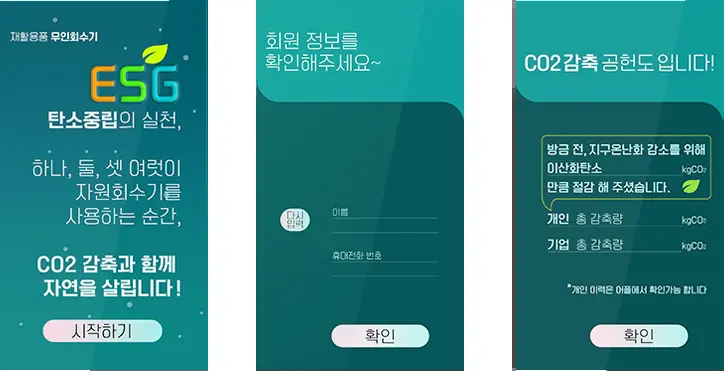 재활용품 무인회수기
ESG
탄소중립의 실천,
하나, 둘, 셋 여럿이
자원회수기를
사용하는 순간,
CO2 감축과 함께
자연을 살립니다!
시작하기
회원 정보를
확인해주세요~
다시
입력
이름
휴대전화 번호
확인
CO2 감축 공헌도 입니다!
방금 전, 지구온난화 감소를 위해
이산화탄소 kgCO₂
만큼 절감 해 주셨습니다.
개인 총 감축량 kgCO₂
기업 총 감축량 kgCO₂
*개인 이력은 어플에서 확인가능 합니다
확인